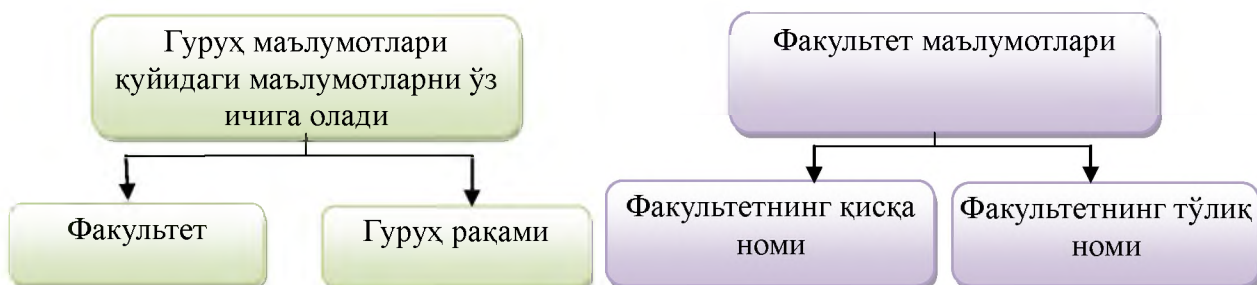 Гуруҳ маълумотлари
қуйидаги маълумотларни ўз
ичига олади
Факультет
Гуруҳ рақами
Факультет маълумотлари
Факультетнинг қисқа
номи
Факультетнинг тўлиқ
номи